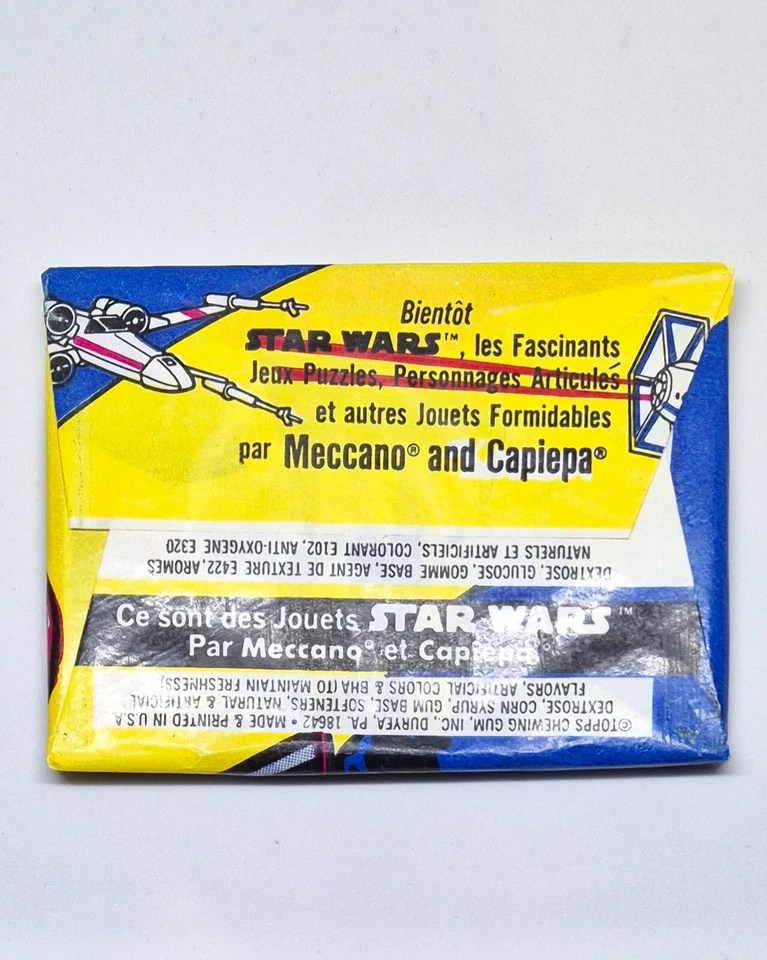 Bientôt
STAR WARS™, les Fascinants
Jeux Puzzles, Personnages Articulés
et autres Jouets Formidables
par Meccano® and Capiepa®
DEXTROSE, GLUCOSE, GOMME BASE, AGENT DE TEXTURE E422, AROMES
NATURELS ET ARTIFICIELS, COLORANT E102, ANTI-OXYGENE E320
Ce sont des Jouets STAR WARS™
Par Meccano® et Capiepa
©TOPPS CHEWING GUM, INC., DURYEA, PA. 18642 • MADE & PRINTED IN U.S.A.
DEXTROSE, CORN SYRUP, GUM BASE, SOFTENERS, NATURAL & ARTIFICIAL
FLAVORS, ARTIFICIAL COLORS & BHA (TO MAINTAIN FRESHNESS)